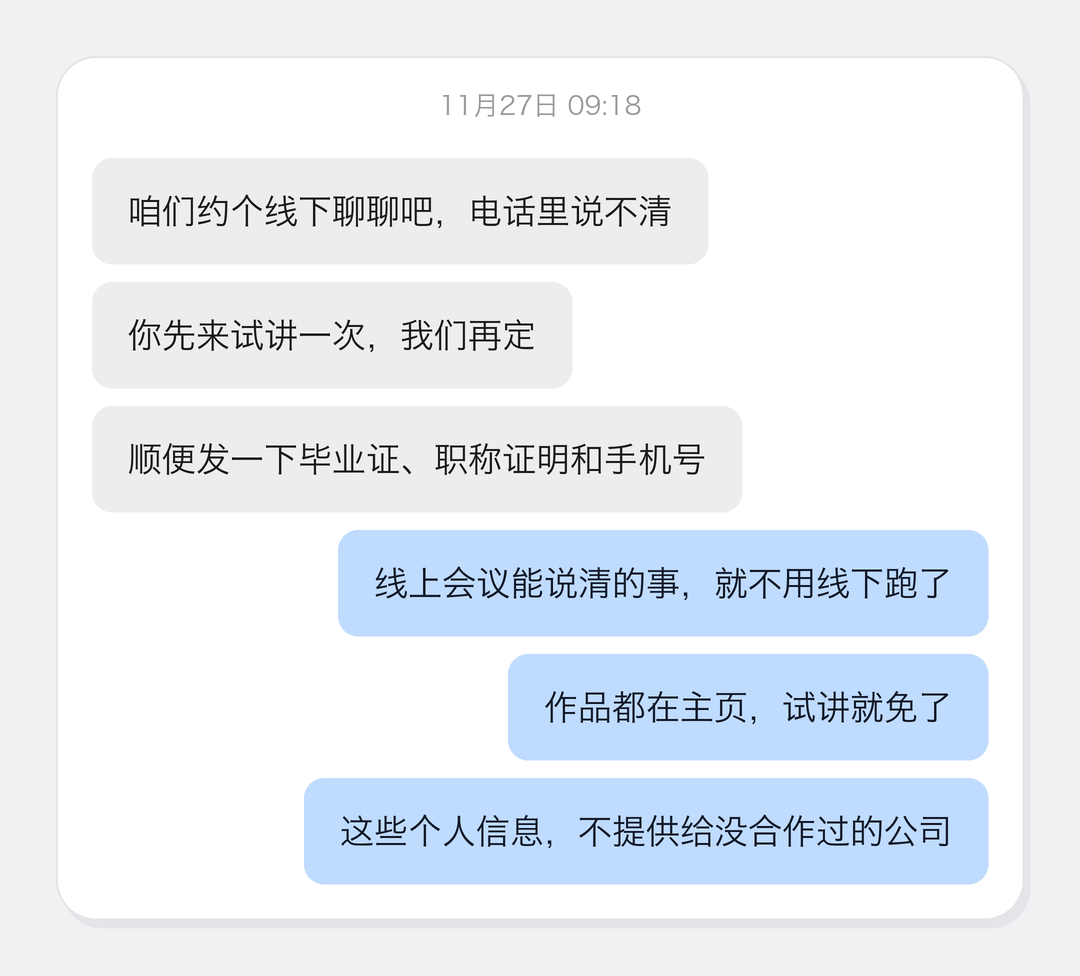 11月27日 09:18
咱们约个线下聊聊吧，电话里说不清
你先来试讲一次，我们再定
顺便发一下毕业证、职称证明和手机号
线上会议能说清的事，就不用线下跑了
作品都在主页，试讲就免了
这些个人信息，不提供给没合作过的公司